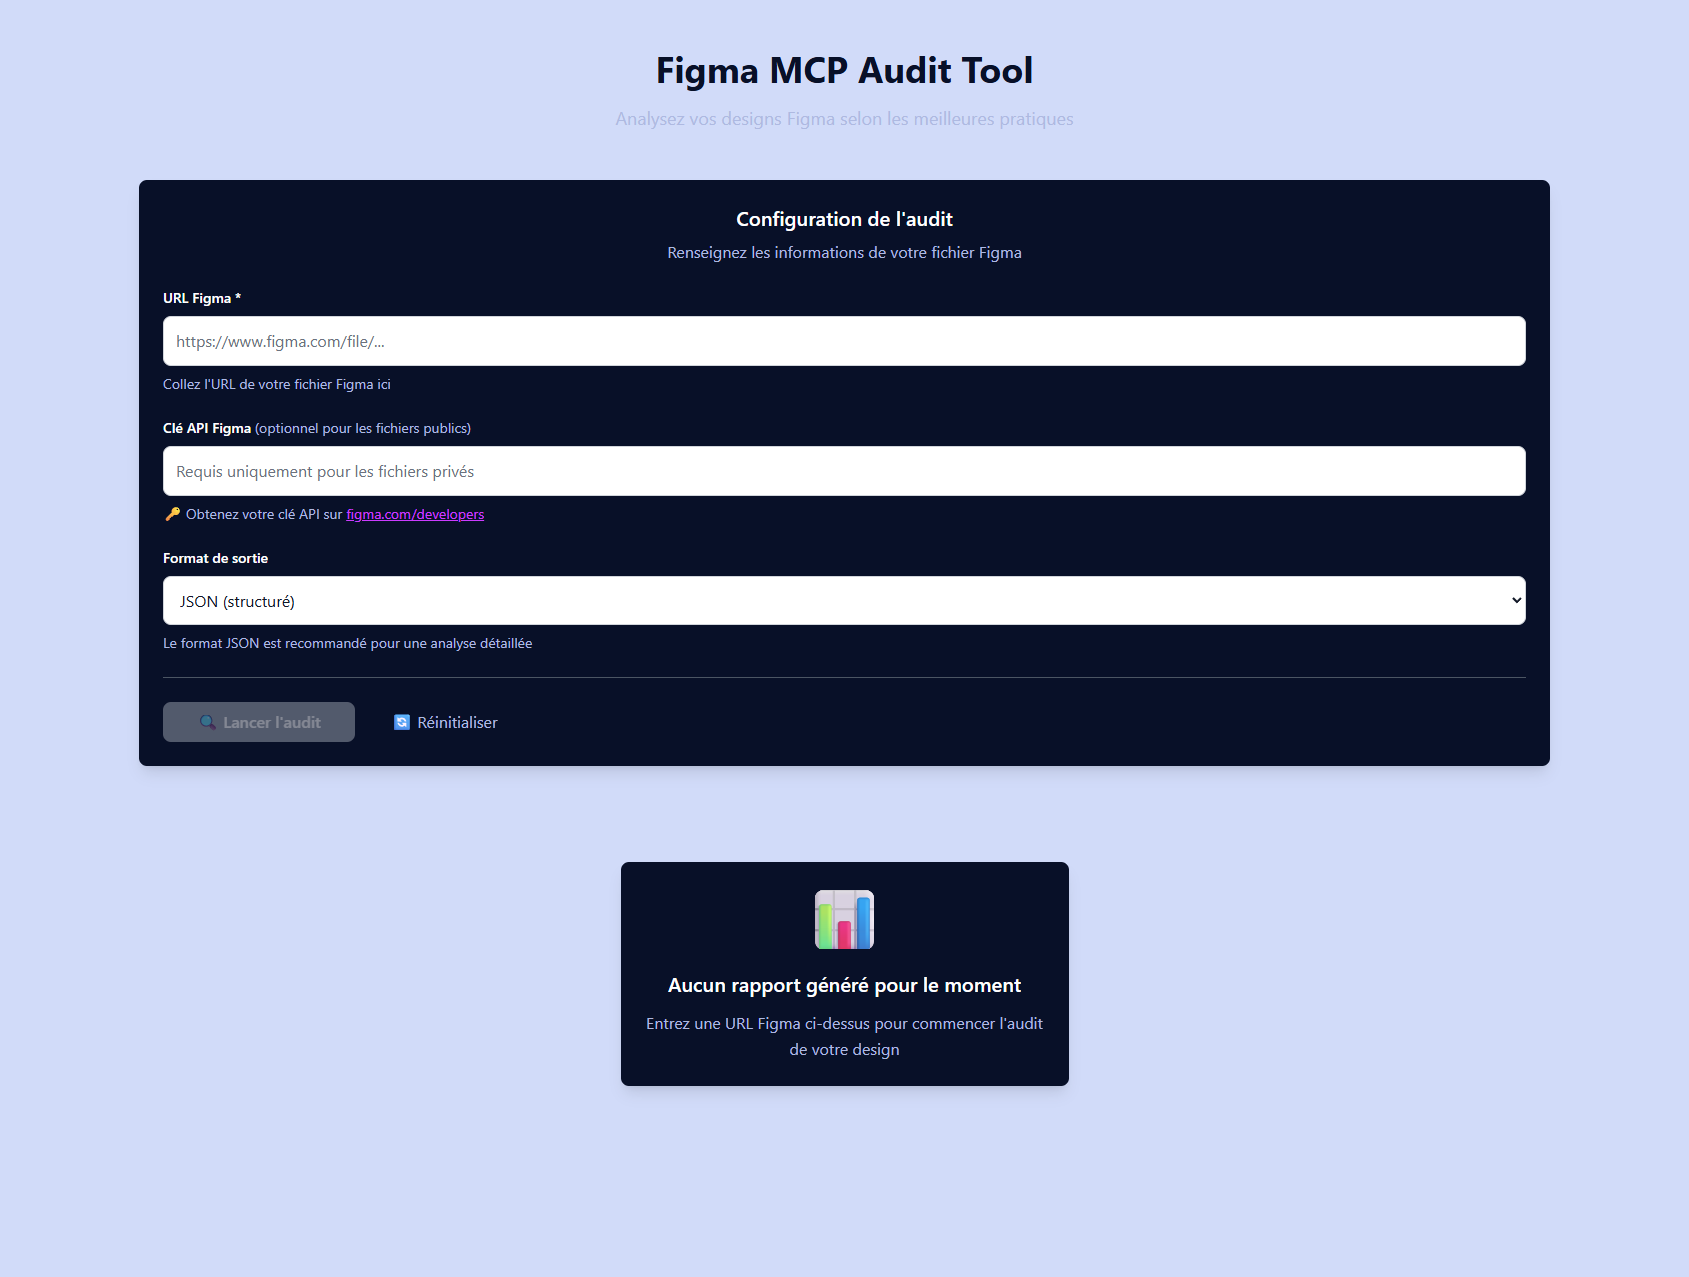 Figma MCP Audit Tool
Analysez vos designs Figma selon les meilleures pratiques
Configuration de l'audit
Renseignez les informations de votre fichier Figma
URL Figma *
https://www.figma.com/file/...
Collez l'URL de votre fichier Figma ici
Clé API Figma (optionnel pour les fichiers publics)
Requis uniquement pour les fichiers privés
🔑 Obtenez votre clé API sur figma.com/developers
Format de sortie
JSON (structuré)
Le format JSON est recommandé pour une analyse détaillée
🔍 Lancer l'audit
🔄 Réinitialiser
Aucun rapport généré pour le moment
Entrez une URL Figma ci-dessus pour commencer l'audit
de votre design